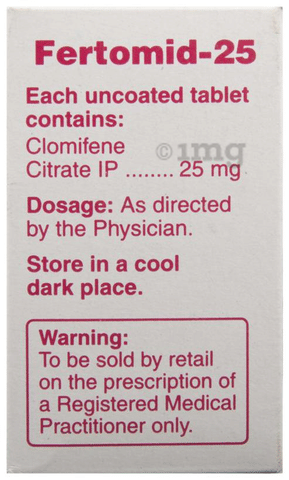 Fertomid-25
Each uncoated tablet
contains:
Clomifene
Citrate IP ........ 25 mg
© 1mg
Dosage: As directed
by the Physician.
Store in a cool
dark place.
Warning:
To be sold by retail
on the prescription of
a Registered Medical
Practitioner only.